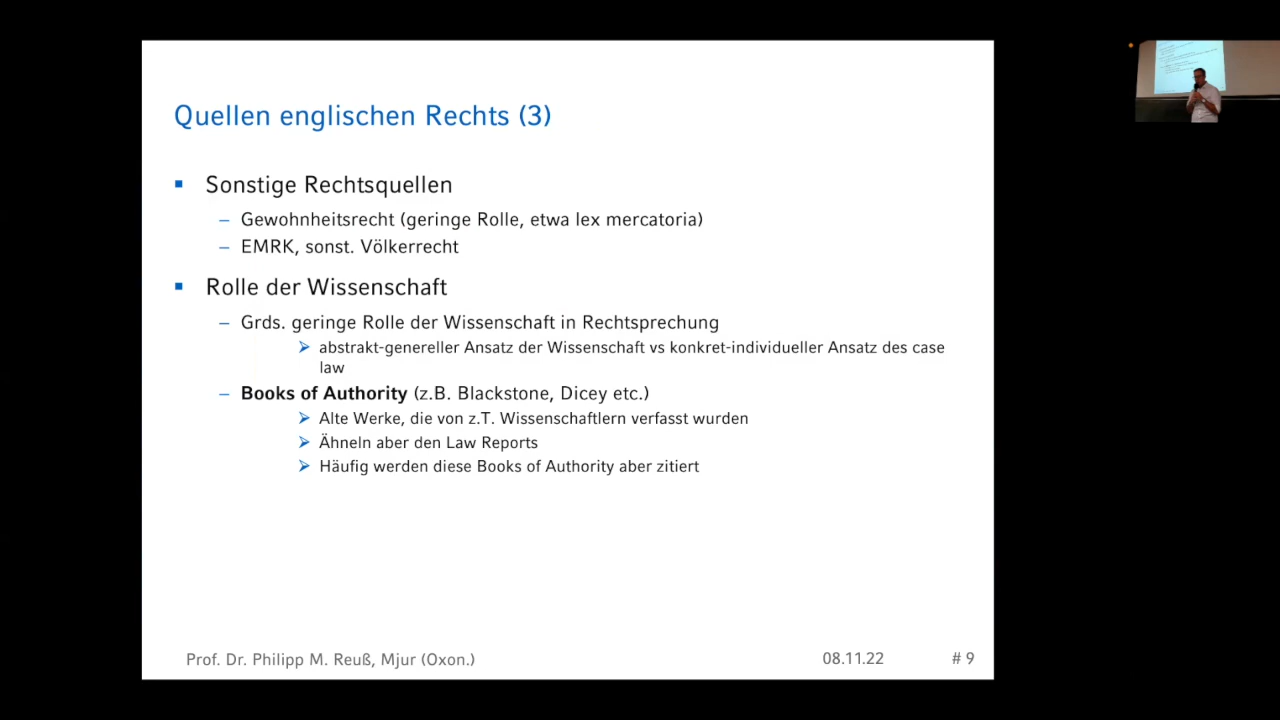 Quellen englischen Rechts (3)
▪ Sonstige Rechtsquellen
– Gewohnheitsrecht (geringe Rolle, etwa lex mercatoria)
– EMRK, sonst. Völkerrecht
▪ Rolle der Wissenschaft
– Grds. geringe Rolle der Wissenschaft in Rechtsprechung
➢ abstrakt-genereller Ansatz der Wissenschaft vs konkret-individueller Ansatz des case
law
– Books of Authority (z.B. Blackstone, Dicey etc.)
➢ Alte Werke, die von z.T. Wissenschaftlern verfasst wurden
➢ Ähneln aber den Law Reports
➢ Häufig werden diese Books of Authority aber zitiert
Prof. Dr. Philipp M. Reuß, Mjur (Oxon.) 08.11.22 # 9